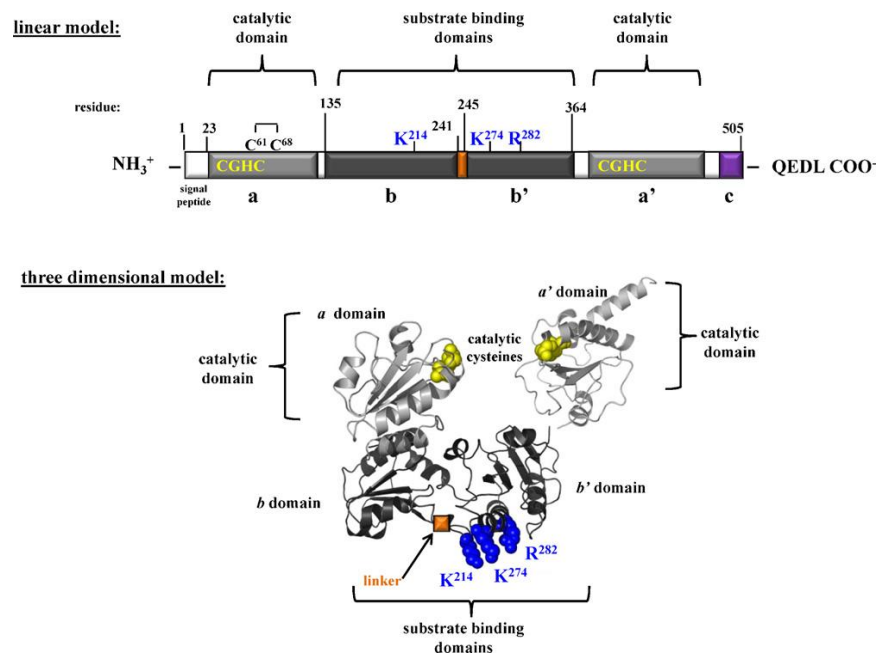 linear model:
catalytic
domain
substrate binding
domains
catalytic
domain
residue:
1
23
135
241
245
364
505
C⁶¹ C⁶⁸
K²¹⁴
K²⁷⁴
R²⁸²
NH₃⁺
CGHC
CGHC
QEDL COO⁻
signal
peptide
a
b
b'
a'
c
three dimensional model:
a domain
a' domain
catalytic
domain
catalytic
cysteines
catalytic
domain
b domain
b' domain
linker
K²¹⁴
K²⁷⁴
R²⁸²
substrate binding
domains